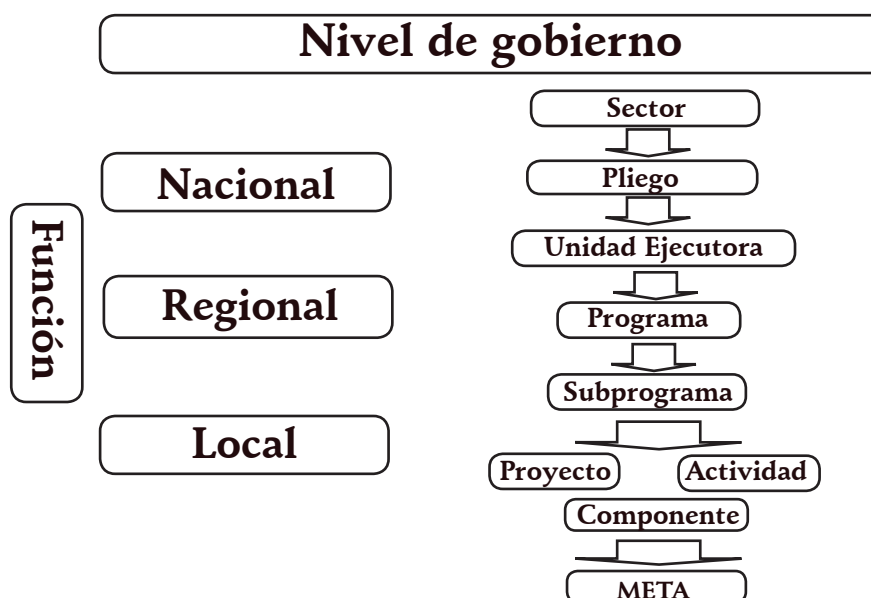 Nivel de gobierno
Sector
Nacional
Pliego
Función
Unidad Ejecutora
Regional
Programa
Subprograma
Local
Proyecto
Actividad
Componente
META